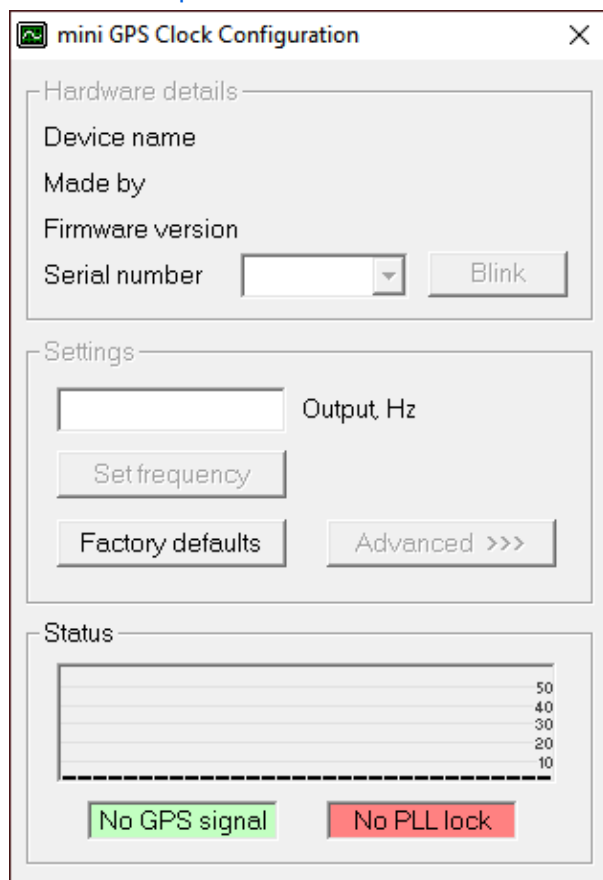 mini GPS Clock Configuration
Hardware details
Device name
Made by
Firmware version
Serial number Blink
Settings
Output, Hz
Set frequency
Factory defaults Advanced >>>
Status
50
40
30
20
10
No GPS signal No PLL lock